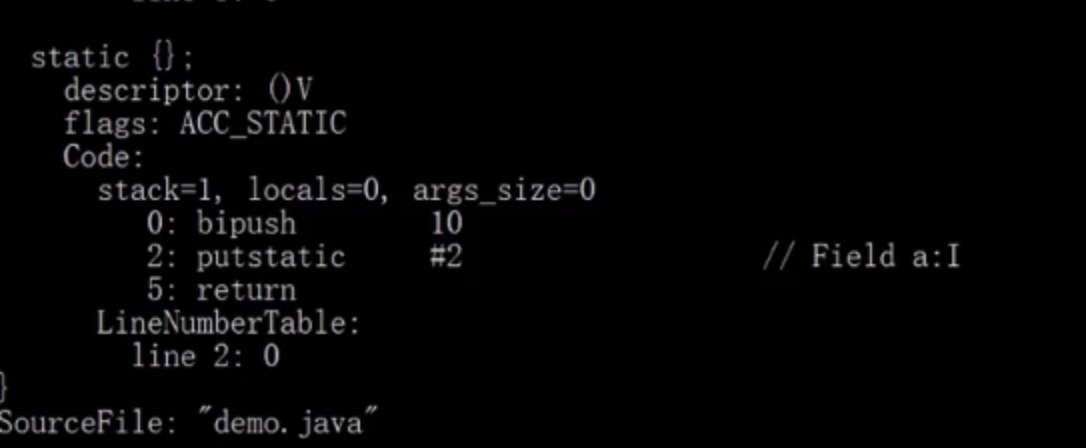 static {};
descriptor: ()V
flags: ACC_STATIC
Code:
stack=1, locals=0, args_size=0
0: bipush 10
2: putstatic #2 // Field a:I
5: return
LineNumberTable:
line 2: 0
}
SourceFile: "demo.java"